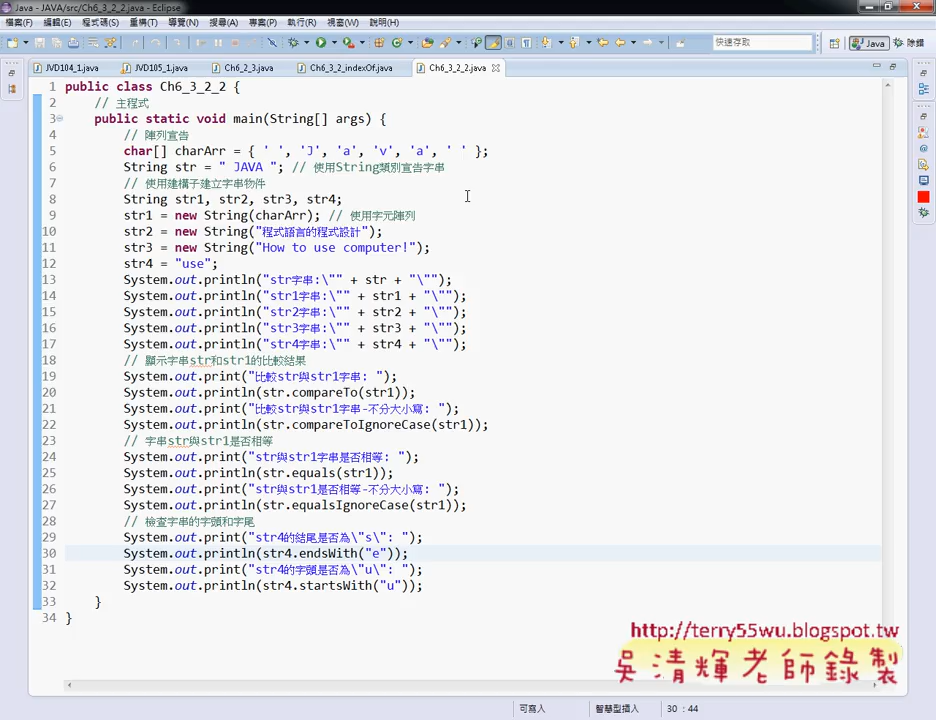 Java - JAVA/src/Ch6_3_2_2.java - Eclipse
檔案(F) 編輯(E) 程式碼(S) 重構(T) 導覽(N) 搜尋(A) 專案(P) 執行(R) 視窗(W) 說明(H)
快速存取
Java
除錯
JVD104_1.java JVD105_1.java Ch6_2_3.java Ch6_3_2_indexOf.java Ch6_3_2_2.java
1 public class Ch6_3_2_2 {
2 // 主程式
3 public static void main(String[] args) {
4 // 陣列宣告
5 char[] charArr = { ' ', 'J', 'a', 'v', 'a', ' ' };
6 String str = " JAVA "; // 使用String類別宣告字串
7 // 使用建構子建立字串物件
8 String str1, str2, str3, str4;
9 str1 = new String(charArr); // 使用字元陣列
10 str2 = new String("程式語言的程式設計");
11 str3 = new String("How to use computer!");
12 str4 = "use";
13 System.out.println("str字串:\"" + str + "\"");
14 System.out.println("str1字串:\"" + str1 + "\"");
15 System.out.println("str2字串:\"" + str2 + "\"");
16 System.out.println("str3字串:\"" + str3 + "\"");
17 System.out.println("str4字串:\"" + str4 + "\"");
18 // 顯示字串str和str1的比較結果
19 System.out.print("比較str與str1字串: ");
20 System.out.println(str.compareTo(str1));
21 System.out.print("比較str與str1字串-不分大小寫: ");
22 System.out.println(str.compareToIgnoreCase(str1));
23 // 字串str與str1是否相等
24 System.out.print("str與str1字串是否相等: ");
25 System.out.println(str.equals(str1));
26 System.out.print("str與str1是否相等-不分大小寫: ");
27 System.out.println(str.equalsIgnoreCase(str1));
28 // 檢查字串的字頭和字尾
29 System.out.print("str4的結尾是否為\"s\": ");
30 System.out.println(str4.endsWith("e"));
31 System.out.print("str4的字頭是否為\"u\": ");
32 System.out.println(str4.startsWith("u"));
33 }
34 }
http://terry55wu.blogspot.tw
吳清輝老師錄製
可寫入 智慧型插入 30 : 44